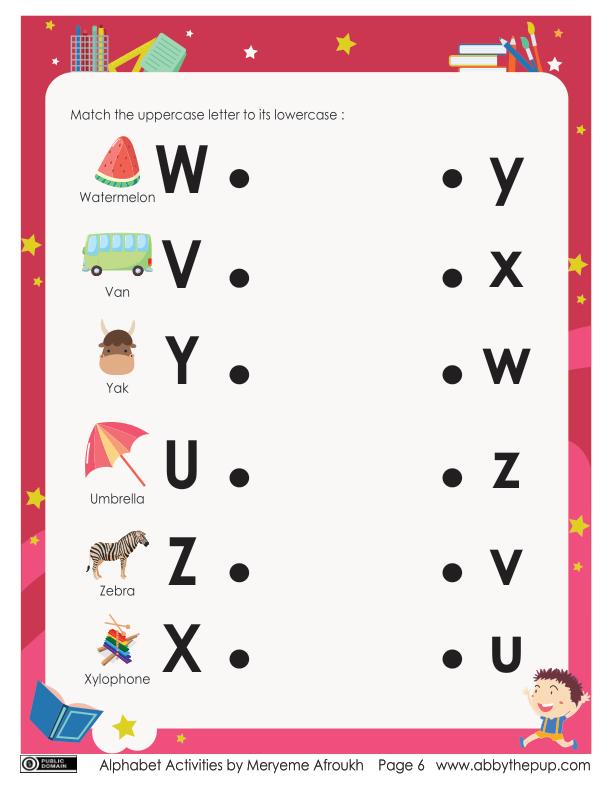 Match the uppercase letter to its lowercase :
W y
Watermelon
V x
Van
Y w
Yak
U z
Umbrella
Z v
Zebra
X u
Xylophone
PUBLIC
DOMAIN
Alphabet Activities by Meryeme Afroukh Page 6 www.abbythepup.com